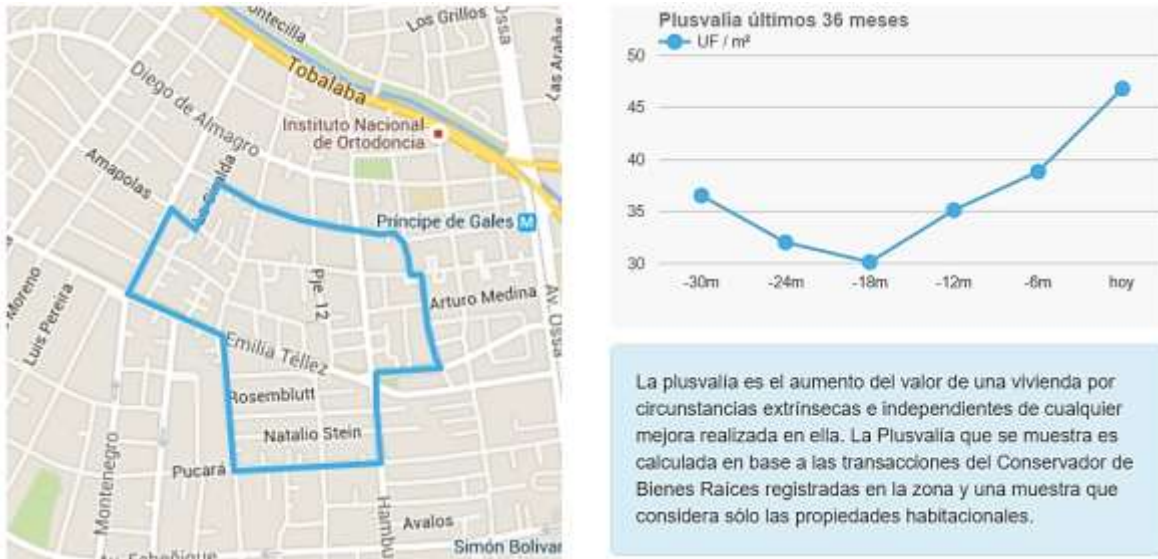 Montecilla
Los Grillos
Ossa
Las Arañas
Tobalaba
Diego de Almagro
Instituto Nacional
de Ortodoncia
Amapolas
Príncipe de Gales
M
Pje. 12
Arturo Medina
Av. Ossa
Moreno
Luis Pereira
Emilia Téllez
Rosemblutt
Natalio Stein
Pucará
Montenegro
Hambu
Avalos
Simón Bolivar
Plusvalía últimos 36 meses
UF / m²
50
45
40
35
30
-30m
-24m
-18m
-12m
-6m
hoy
La plusvalía es el aumento del valor de una vivienda por
circunstancias extrínsecas e independientes de cualquier
mejora realizada en ella. La Plusvalía que se muestra es
calculada en base a las transacciones del Conservador de
Bienes Raíces registradas en la zona y una muestra que
considera sólo las propiedades habitacionales.